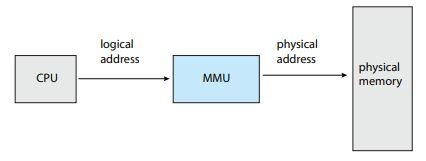 logical
address
physical
address
CPU
MMU
physical
memory